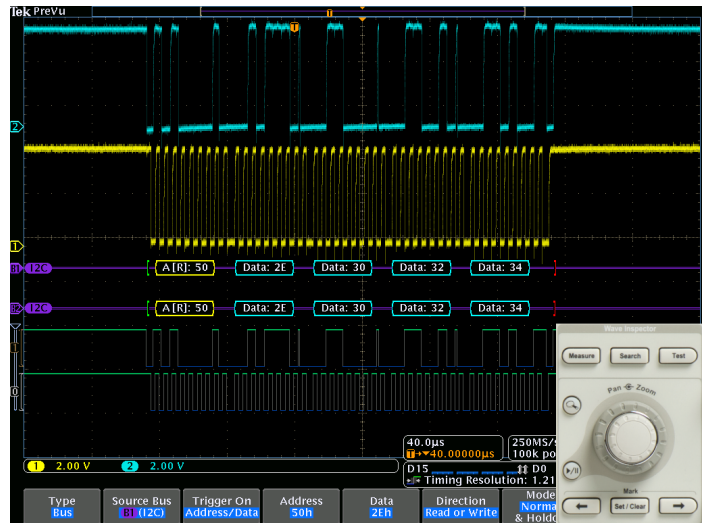 Tek PreVu
T
T
2
1
B1 I2C
A [R]: 50 Data: 2E Data: 30 Data: 32 Data: 34
B2 I2C
A [R]: 50 Data: 2E Data: 30 Data: 32 Data: 34
1
0
40.0µs 250MS/s
T→▼40.00000µs 100k po
1 2.00 V 2 2.00 V
D15 D0
Timing Resolution: 1.21
Type
Bus
Source Bus
B1 (I2C)
Trigger On
Address/Data
Address
50h
Data
2Eh
Direction
Read or Write
Mode
Norma
& Holdo
Wave Inspector
Measure Search Test
Pan Zoom
Mark
← Set / Clear →